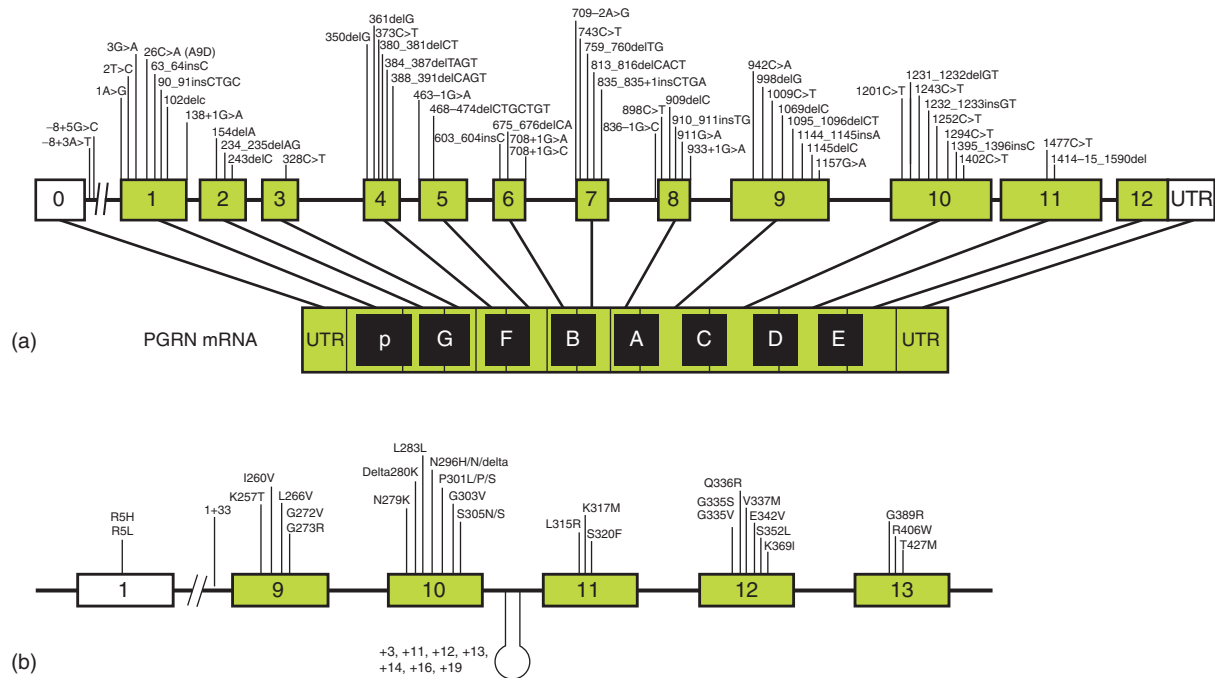 3G>A
26C>A (A9D)
2T>C
63_64insC
1A>G
90_91insCTGC
102delc
138+1G>A
–8+5G>C
–8+3A>T
154delA
234_235delAG
243delC
328C>T
361delG
350delG
373C>T
380_381delCT
384_387delTAGT
388_391delCAGT
463–1G>A
468–474delCTGCTGT
675_676delCA
603_604insC
708+1G>A
708+1G>C
709–2A>G
743C>T
759_760delTG
813_816delCACT
835_835+1insCTGA
898C>T
836–1G>C
909delC
910_911insTG
911G>A
933+1G>A
942C>A
998delG
1009C>T
1069delC
1095_1096delCT
1144_1145insA
1145delC
1157G>A
1201C>T
1231_1232delGT
1243C>T
1232_1233insGT
1252C>T
1294C>T
1395_1396insC
1402C>T
1477C>T
1414–15_1590del
0 1 2 3 4 5 6 7 8 9 10 11 12 UTR
(a) PGRN mRNA UTR p G F B A C D E UTR
R5H
R5L
1+33
I260V
K257T
L266V
G272V
G273R
L283L
Delta280K
N296H/N/delta
P301L/P/S
N279K
G303V
S305N/S
K317M
L315R
S320F
Q336R
G335S
V337M
G335V
E342V
S352L
K369I
G389R
R406W
T427M
1 9 10 11 12 13
(b)
+3, +11, +12, +13,
+14, +16, +19